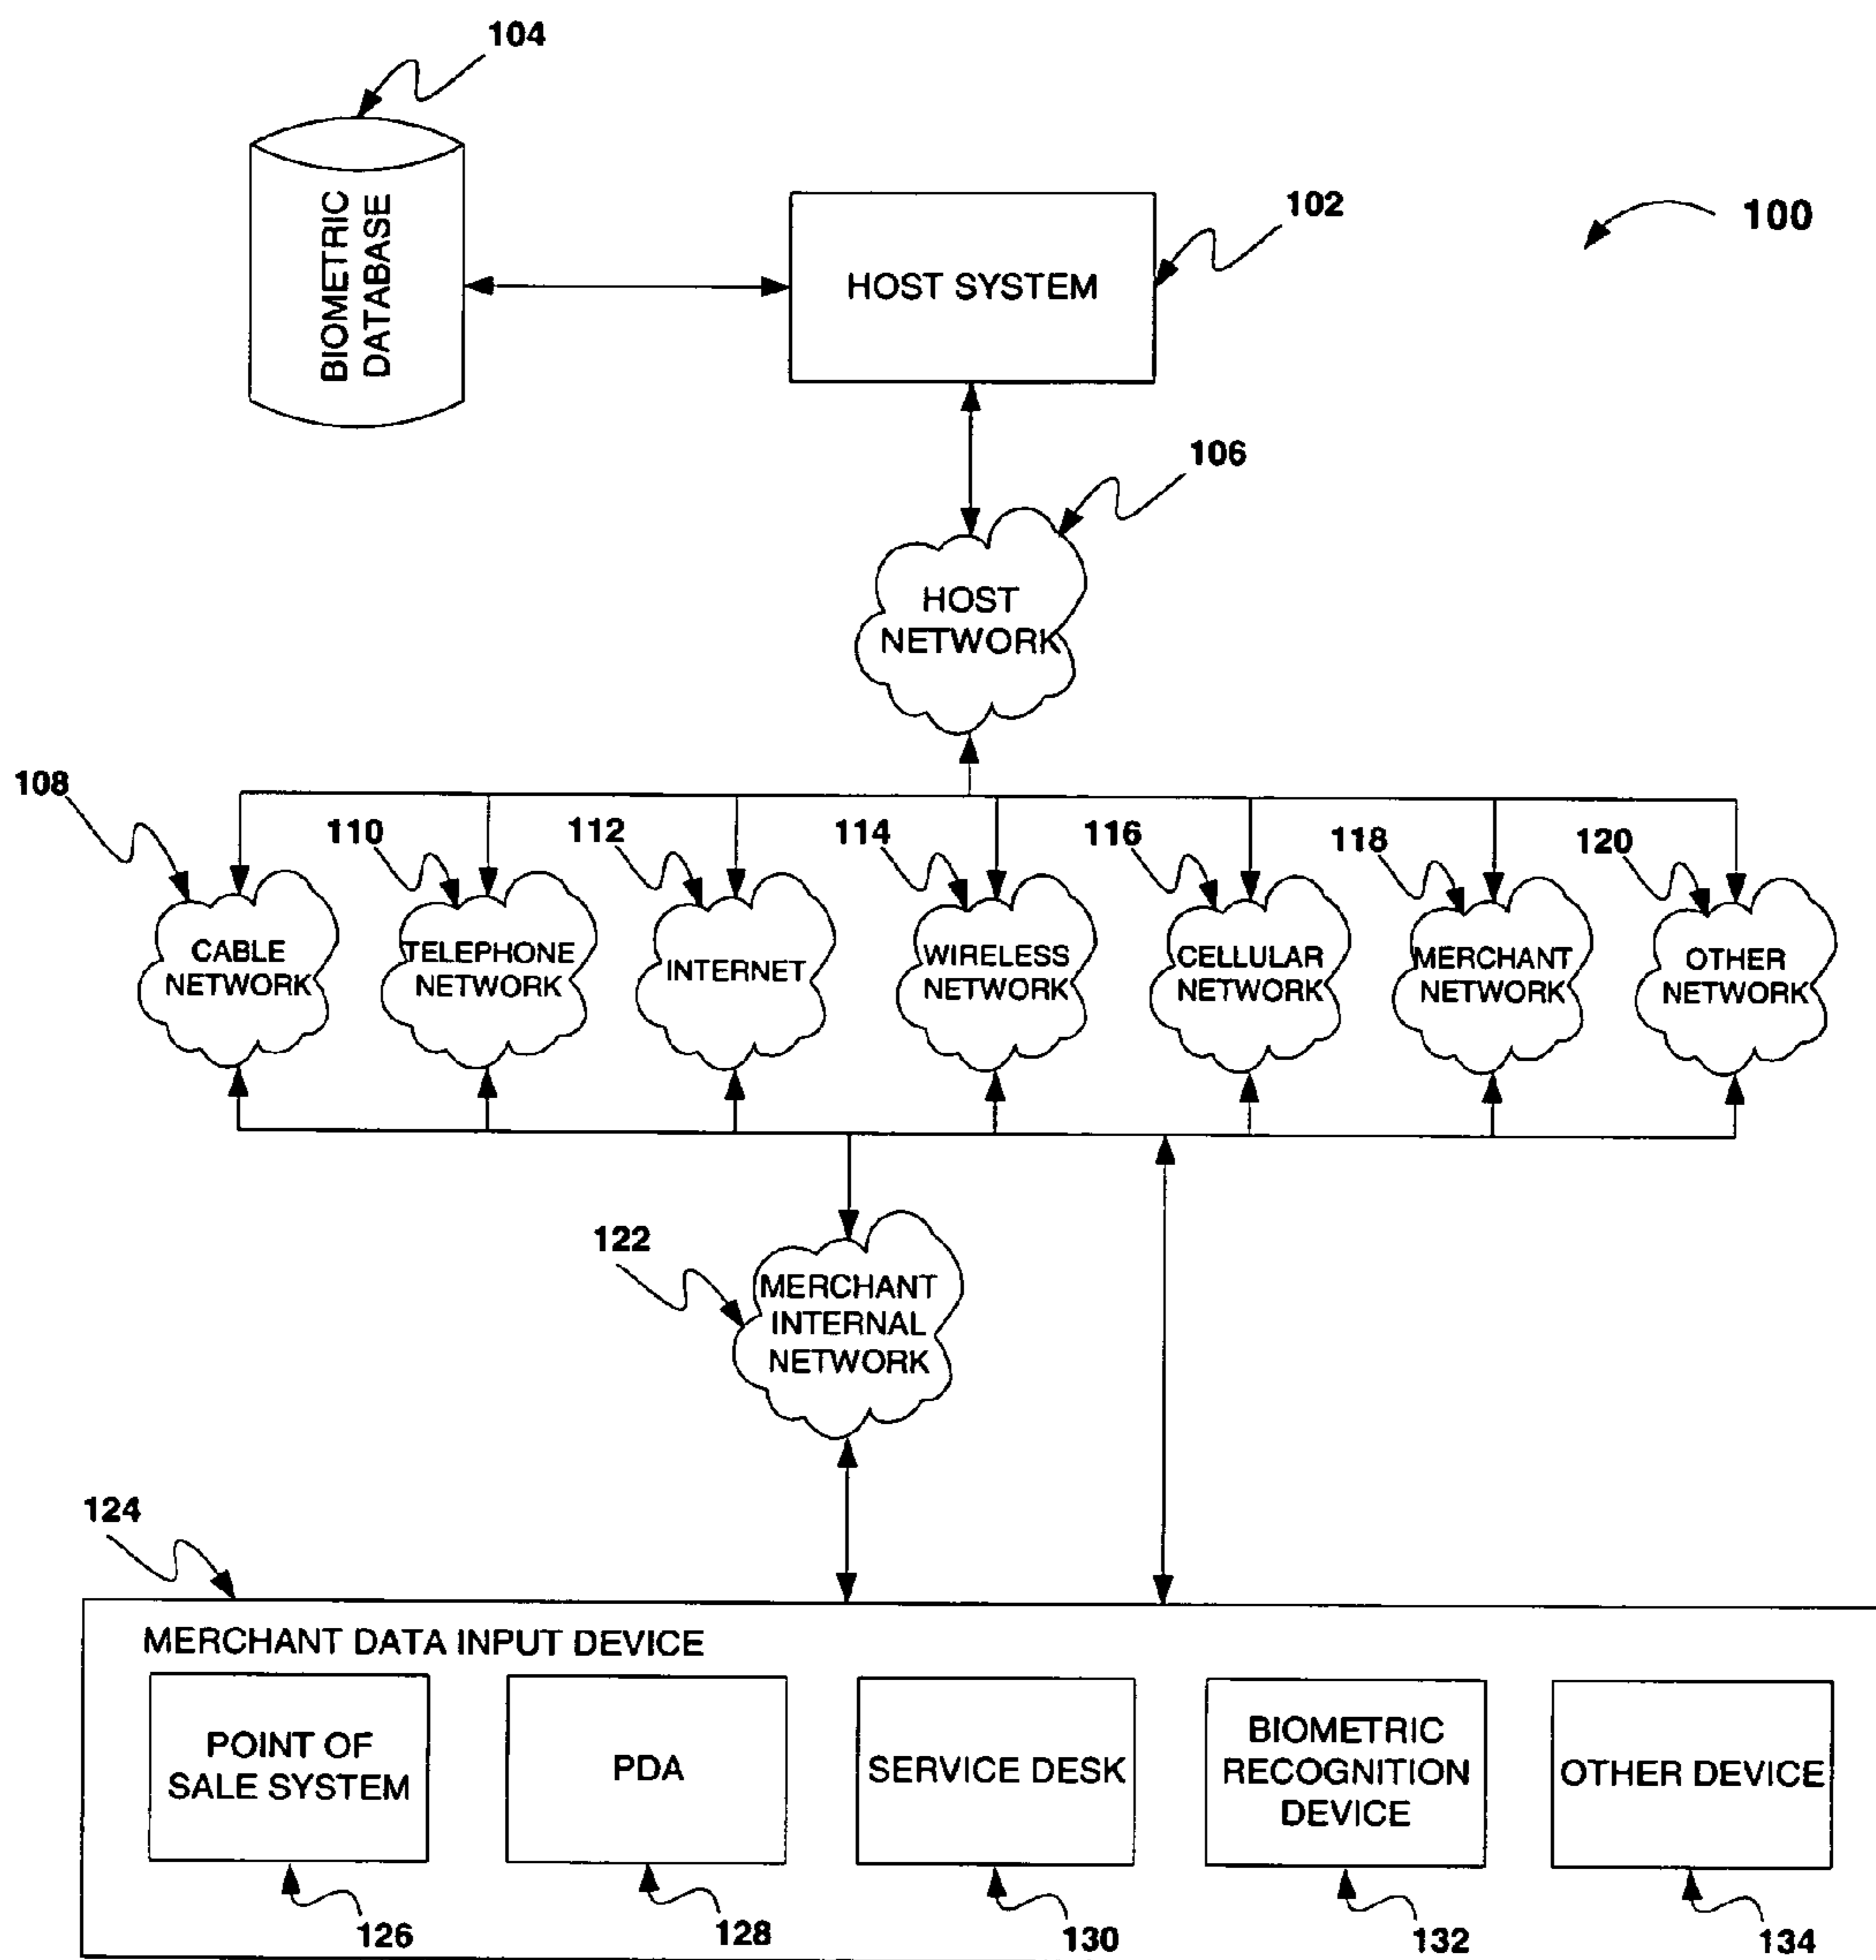 104
BIOMETRIC
DATABASE
102
HOST SYSTEM
100
106
HOST
NETWORK
108
110
112
114
116
118
120
CABLE
NETWORK
TELEPHONE
NETWORK
INTERNET
WIRELESS
NETWORK
CELLULAR
NETWORK
MERCHANT
NETWORK
OTHER
NETWORK
122
MERCHANT
INTERNAL
NETWORK
124
MERCHANT DATA INPUT DEVICE
POINT OF
SALE SYSTEM
PDA
SERVICE DESK
BIOMETRIC
RECOGNITION
DEVICE
OTHER DEVICE
126
128
130
132
134